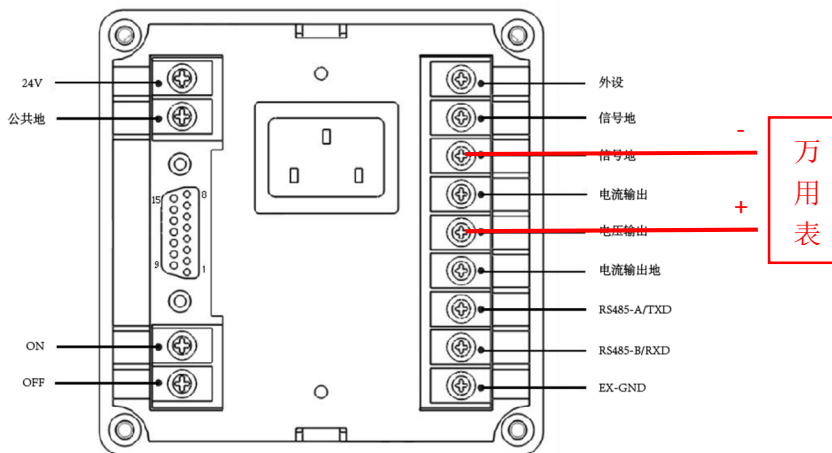 24V
公共地
15
8
9
1
ON
OFF
外设
信号地
信号地
电流输出
电压输出
电流输出地
RS485-A/TXD
RS485-B/RXD
EX-GND
-
+
万
用
表